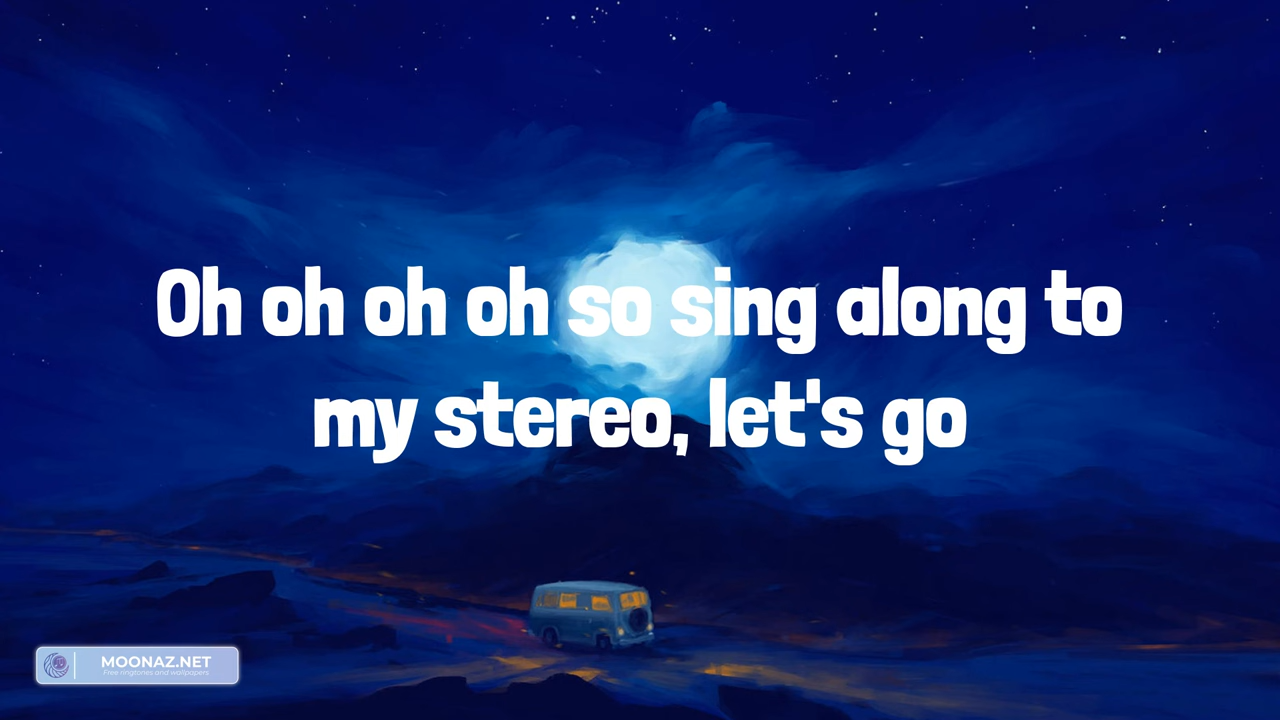 Oh oh oh oh so sing along to
my stereo, let's go
MOONAZ.NET
Free ringtones and wallpapers